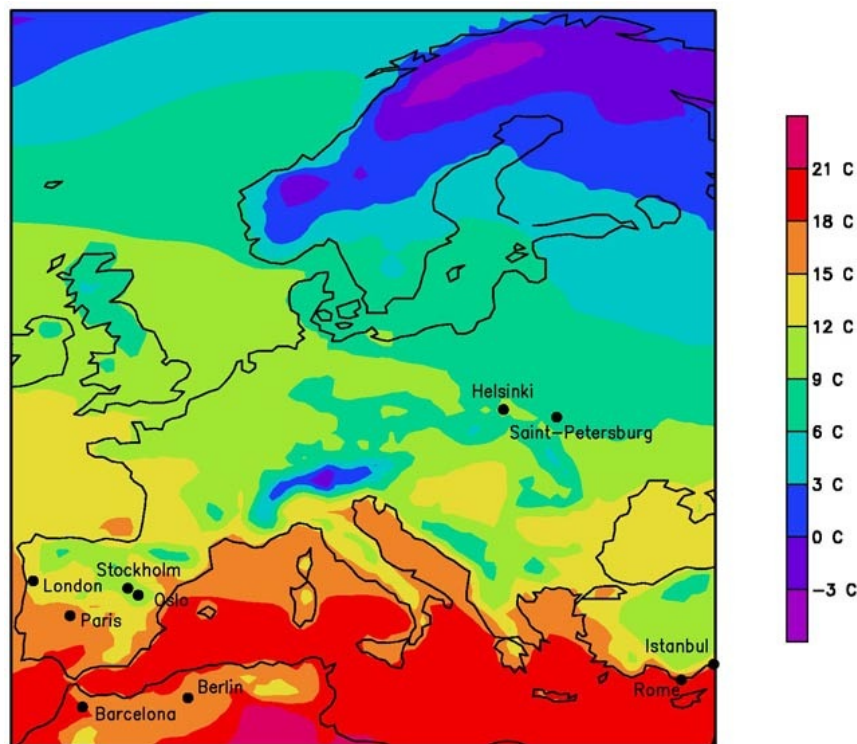 21 C
18 C
15 C
12 C
9 C
6 C
3 C
0 C
−3 C
Helsinki
Saint−Petersburg
London
Stockholm
Oslo
Paris
Istanbul
Rome
Berlin
Barcelona